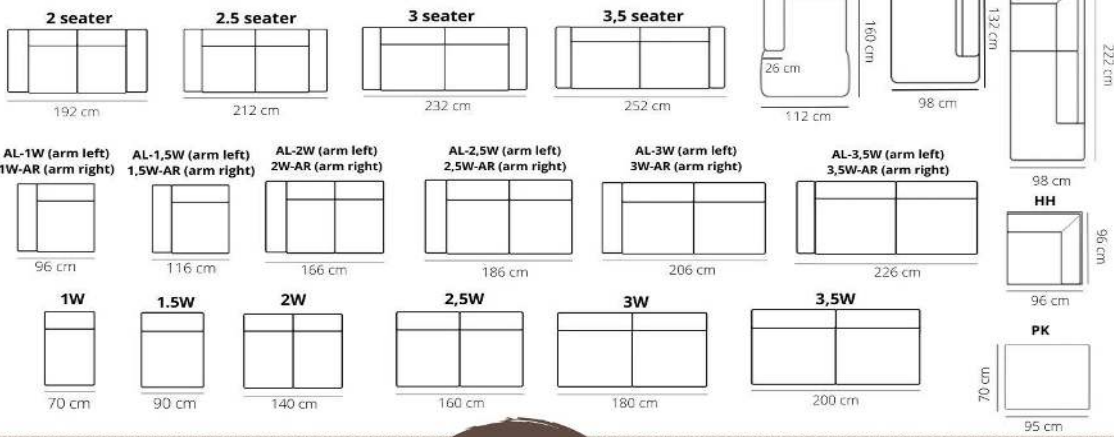 2 seater
192 cm
2.5 seater
212 cm
3 seater
232 cm
3,5 seater
252 cm
26 cm
160 cm
112 cm
132 cm
98 cm
222 cm
98 cm
AL-1W (arm left)
1W-AR (arm right)
96 cm
AL-1,5W (arm left)
1,5W-AR (arm right)
116 cm
AL-2W (arm left)
2W-AR (arm right)
166 cm
AL-2,5W (arm left)
2,5W-AR (arm right)
186 cm
AL-3W (arm left)
3W-AR (arm right)
206 cm
AL-3,5W (arm left)
3,5W-AR (arm right)
226 cm
HH
96 cm
96 cm
1W
70 cm
1.5W
90 cm
2W
140 cm
2,5W
160 cm
3W
180 cm
3,5W
200 cm
PK
70 cm
95 cm